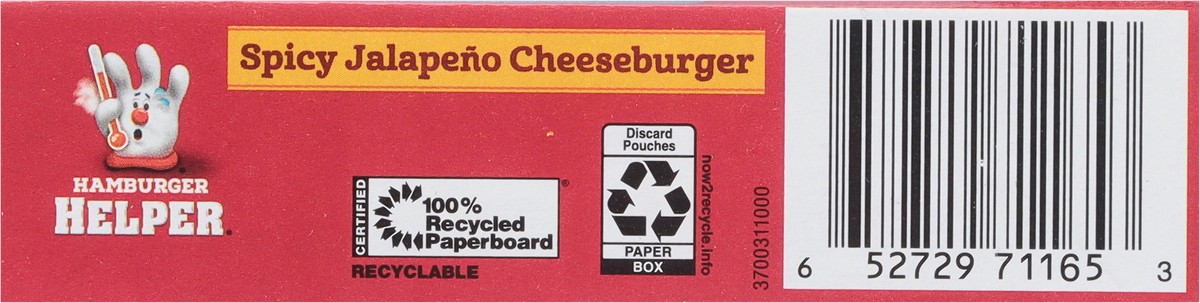 Spicy Jalapeño Cheeseburger
HAMBURGER
HELPER.
CERTIFIED
100%
Recycled
Paperboard
®
RECYCLABLE
Discard
Pouches
PAPER
BOX
now2recycle.info
3700311000
6 52729 71165 3